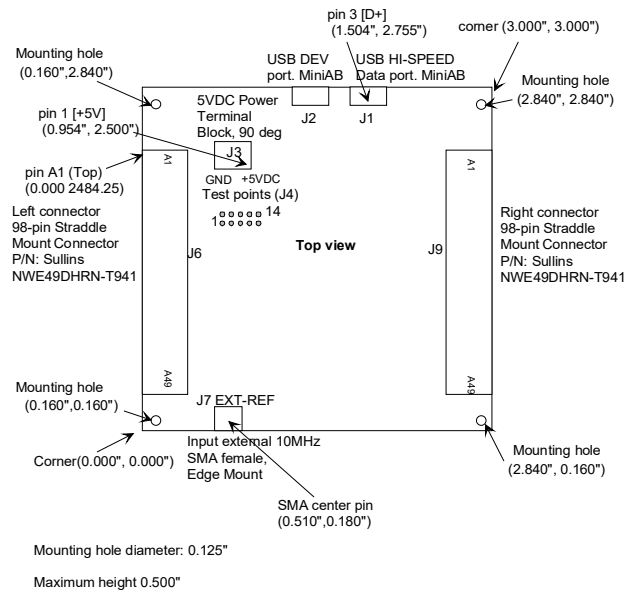 pin 3 [D+]
(1.504", 2.755")
corner (3.000", 3.000")
Mounting hole
(0.160",2.840")
USB DEV
port. MiniAB
USB HI-SPEED
Data port. MiniAB
Mounting hole
(2.840", 2.840")
5VDC Power
Terminal
Block, 90 deg
J2
J1
pin 1 [+5V]
(0.954", 2.500")
J3
pin A1 (Top)
(0.000 2484.25)
A1
A1
GND +5VDC
Test points (J4)
1
14
Left connector
98-pin Straddle
Mount Connector
P/N: Sullins
NWE49DHRN-T941
J6
Top view
J9
Right connector
98-pin Straddle
Mount Connector
P/N: Sullins
NWE49DHRN-T941
A49
A49
Mounting hole
(0.160",0.160")
J7 EXT-REF
Corner(0.000", 0.000")
Input external 10MHz
SMA female,
Edge Mount
Mounting hole
(2.840", 0.160")
SMA center pin
(0.510",0.180")
Mounting hole diameter: 0.125"
Maximum height 0.500"